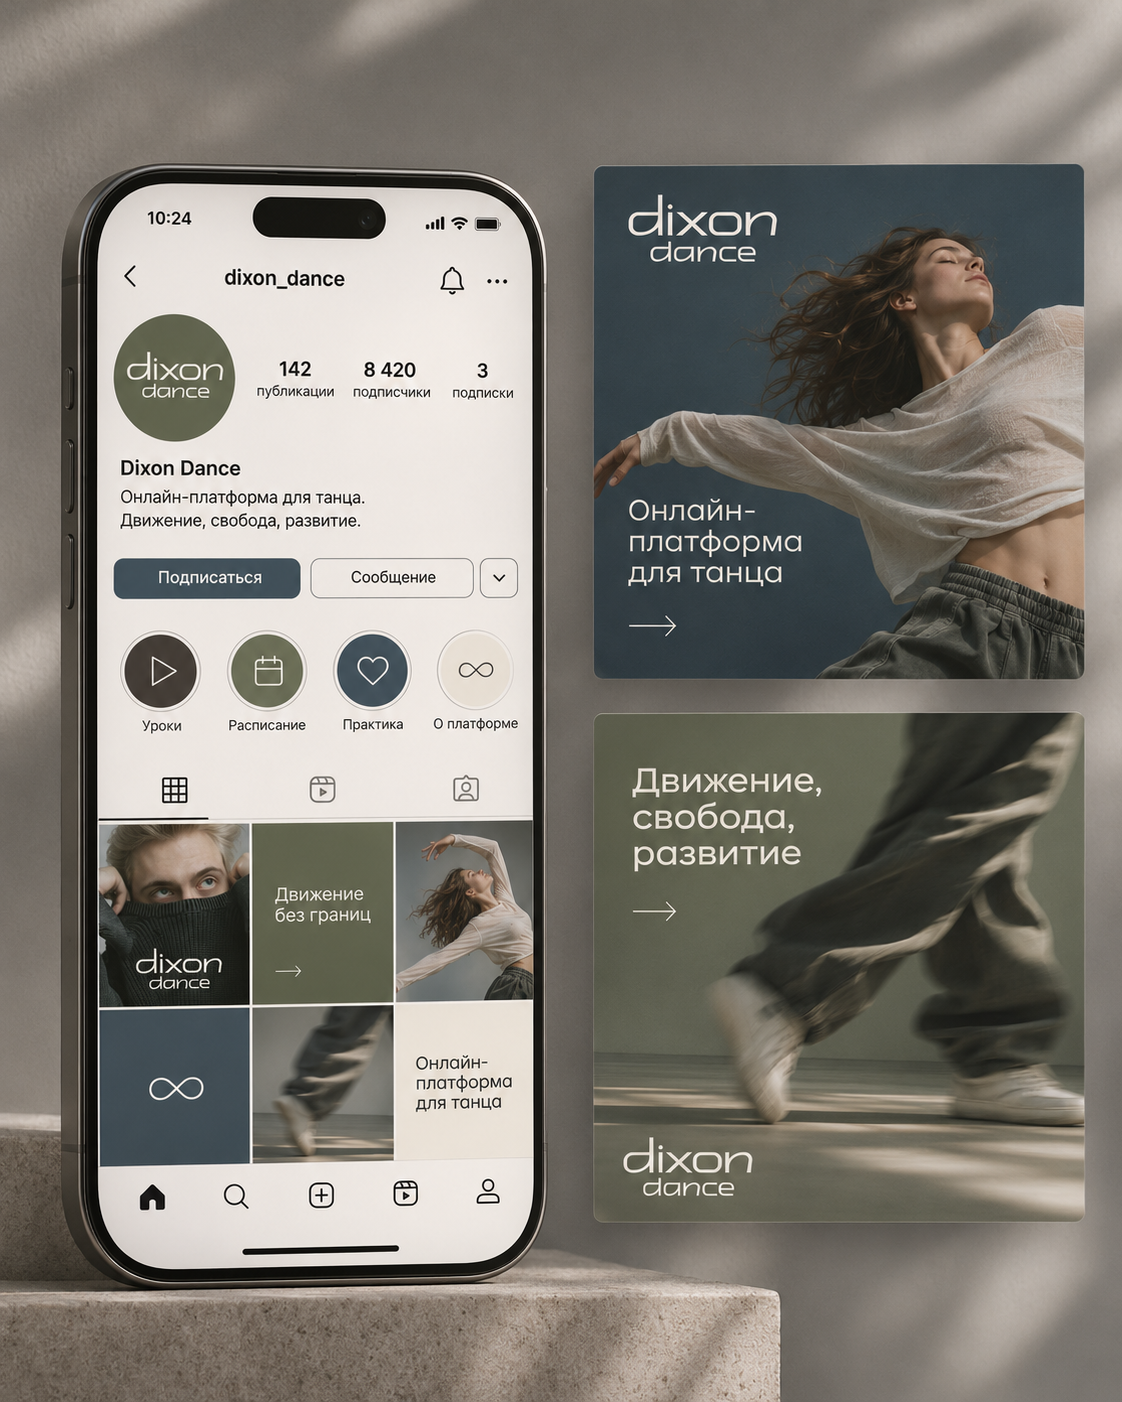 10:24
dixon_dance
dixon
dance
142
публикации
8 420
подписчики
3
подписки
Dixon Dance
Онлайн-платформа для танца.
Движение, свобода, развитие.
Подписаться
Сообщение
Уроки
Расписание
Практика
О платформе
dixon
dance
Движение
без границ
Онлайн-
платформа
для танца
dixon
dance
Онлайн-
платформа
для танца
Движение,
свобода,
развитие
dixon
dance